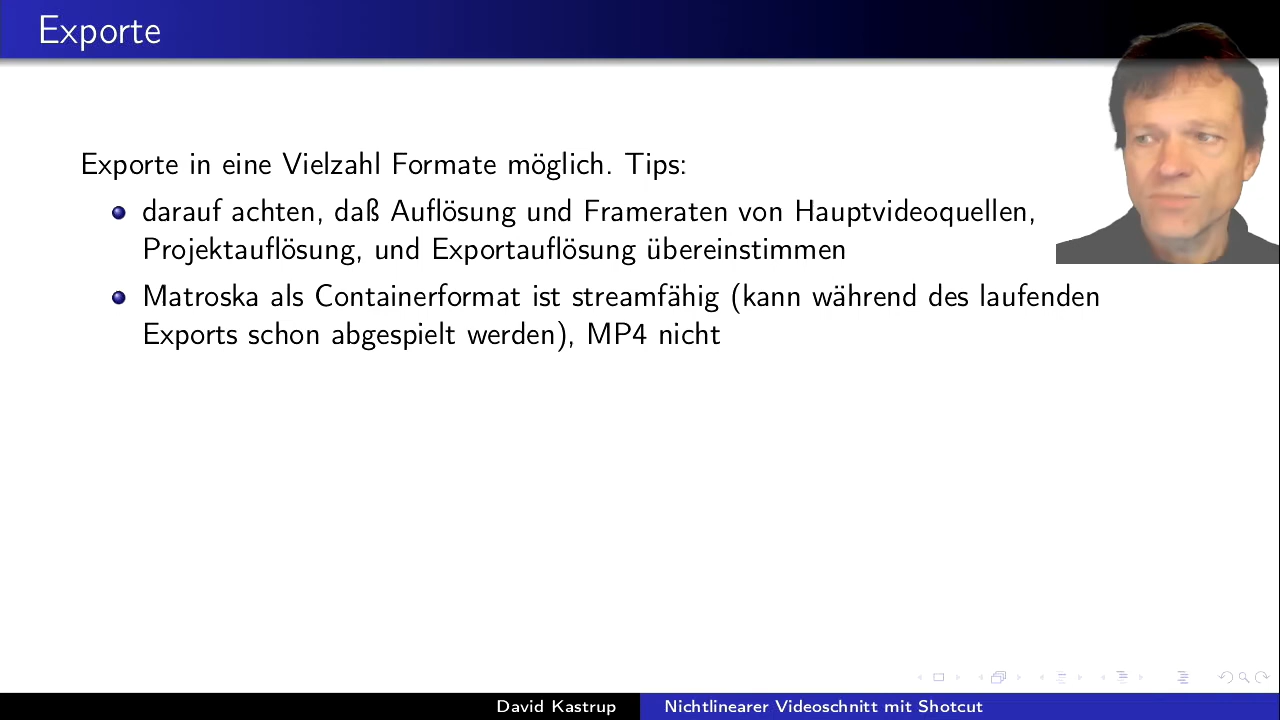 Exporte
Exporte in eine Vielzahl Formate möglich. Tips:
darauf achten, daß Auflösung und Frameraten von Hauptvideoquellen,
Projektauflösung, und Exportauflösung übereinstimmen
Matroska als Containerformat ist streamfähig (kann während des laufenden
Exports schon abgespielt werden), MP4 nicht
David Kastrup
Nichtlinearer Videoschnitt mit Shotcut